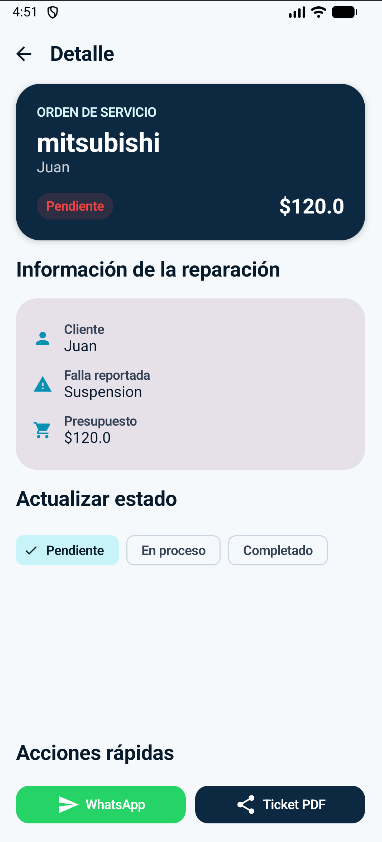 4:51
Detalle
ORDEN DE SERVICIO
mitsubishi
Juan
Pendiente
$120.0
Información de la reparación
Cliente
Juan
Falla reportada
Suspension
Presupuesto
$120.0
Actualizar estado
Pendiente
En proceso
Completado
Acciones rápidas
WhatsApp
Ticket PDF